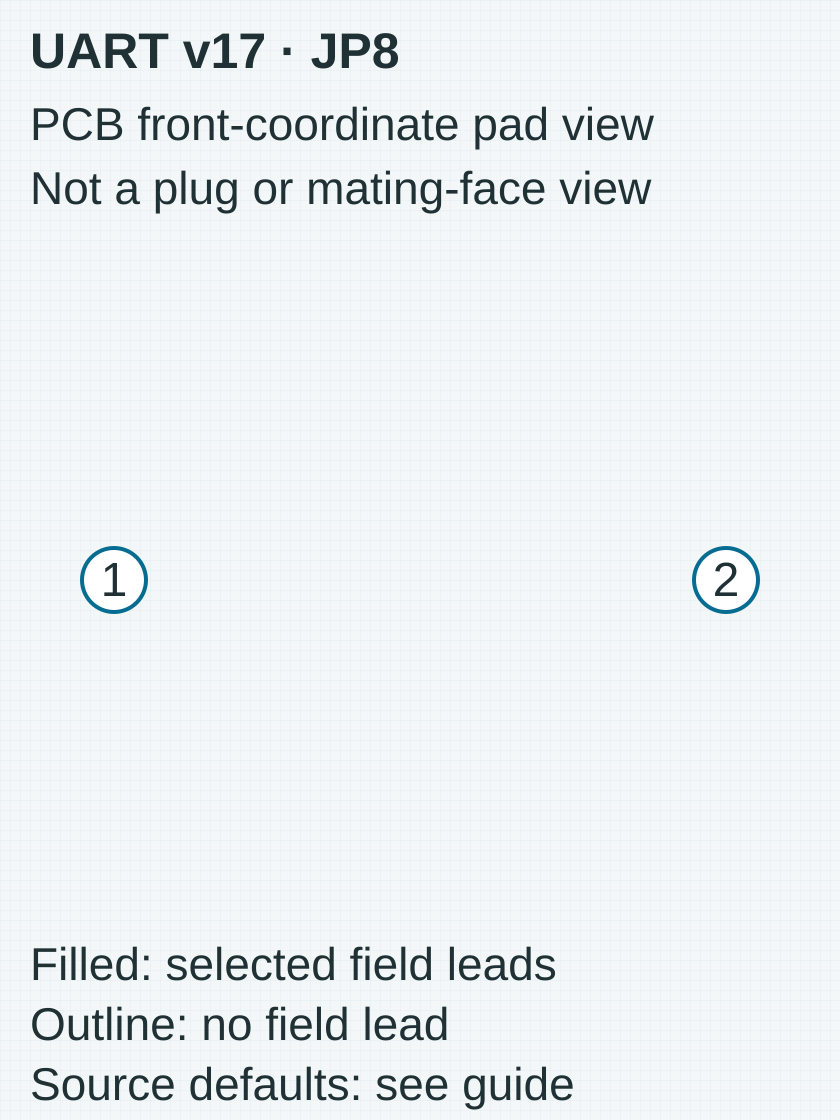 UART v17 · JP8
PCB front-coordinate pad view
Not a plug or mating-face view
1 2
Filled: selected field leads
Outline: no field lead
Source defaults: see guide